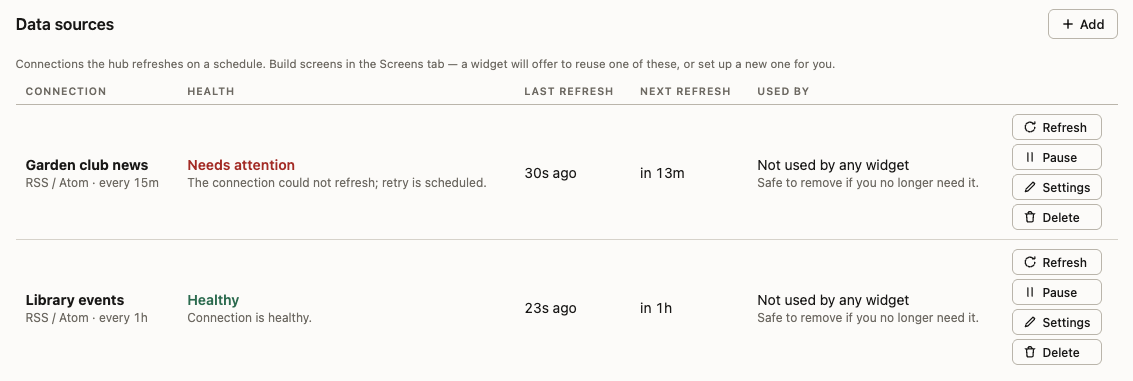 Data sources
Add
Connections the hub refreshes on a schedule. Build screens in the Screens tab — a widget will offer to reuse one of these, or set up a new one for you.
CONNECTION HEALTH LAST REFRESH NEXT REFRESH USED BY
Garden club news
RSS / Atom · every 15m
Needs attention
The connection could not refresh; retry is scheduled.
30s ago
in 13m
Not used by any widget
Safe to remove if you no longer need it.
Refresh
Pause
Settings
Delete
Library events
RSS / Atom · every 1h
Healthy
Connection is healthy.
23s ago
in 1h
Not used by any widget
Safe to remove if you no longer need it.
Refresh
Pause
Settings
Delete